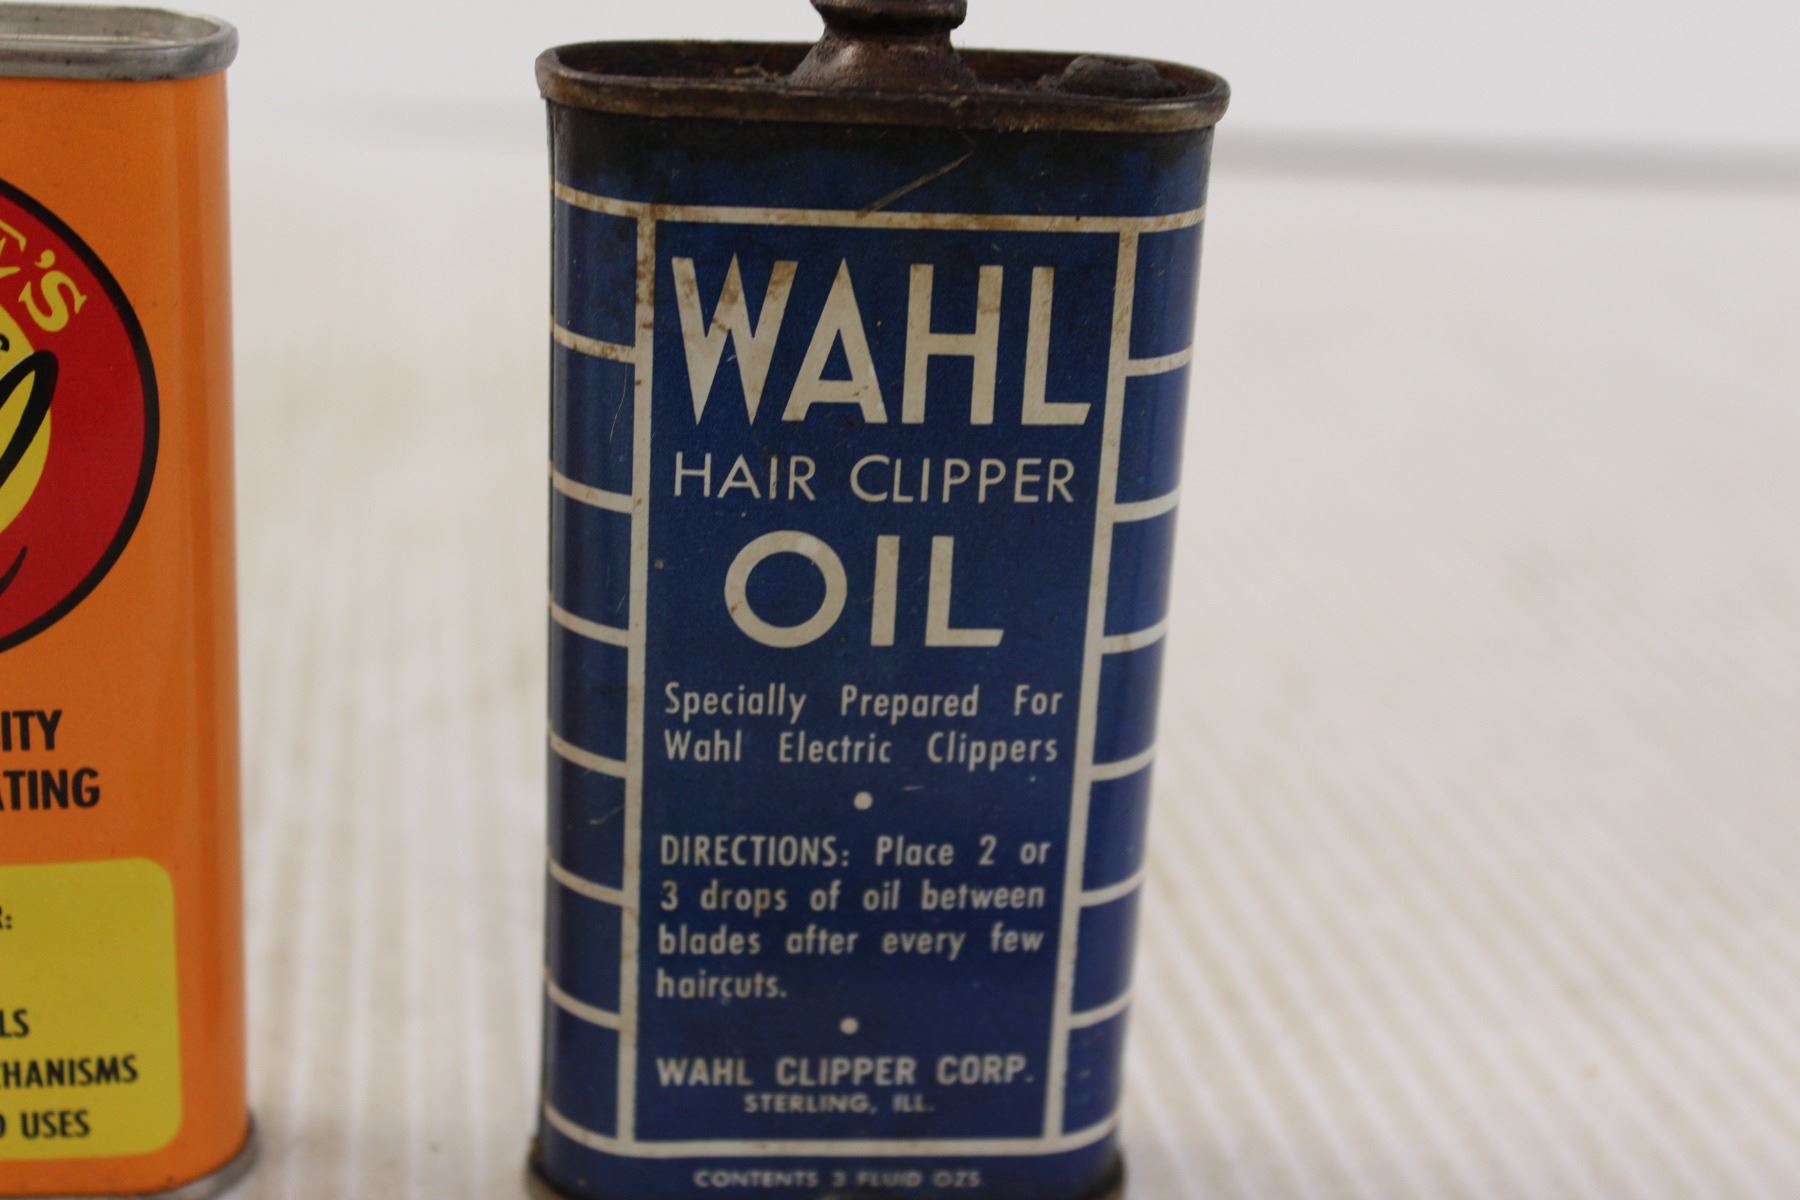 E'S
ITY
ATING
R:
LS
CHANISMS
D USES
WAHL
HAIR CLIPPER
OIL
Specially Prepared For
Wahl Electric Clippers
DIRECTIONS: Place 2 or
3 drops of oil between
blades after every few
haircuts.
WAHL CLIPPER CORP.
STERLING, ILL.
CONTENTS 3 FLUID OZS.